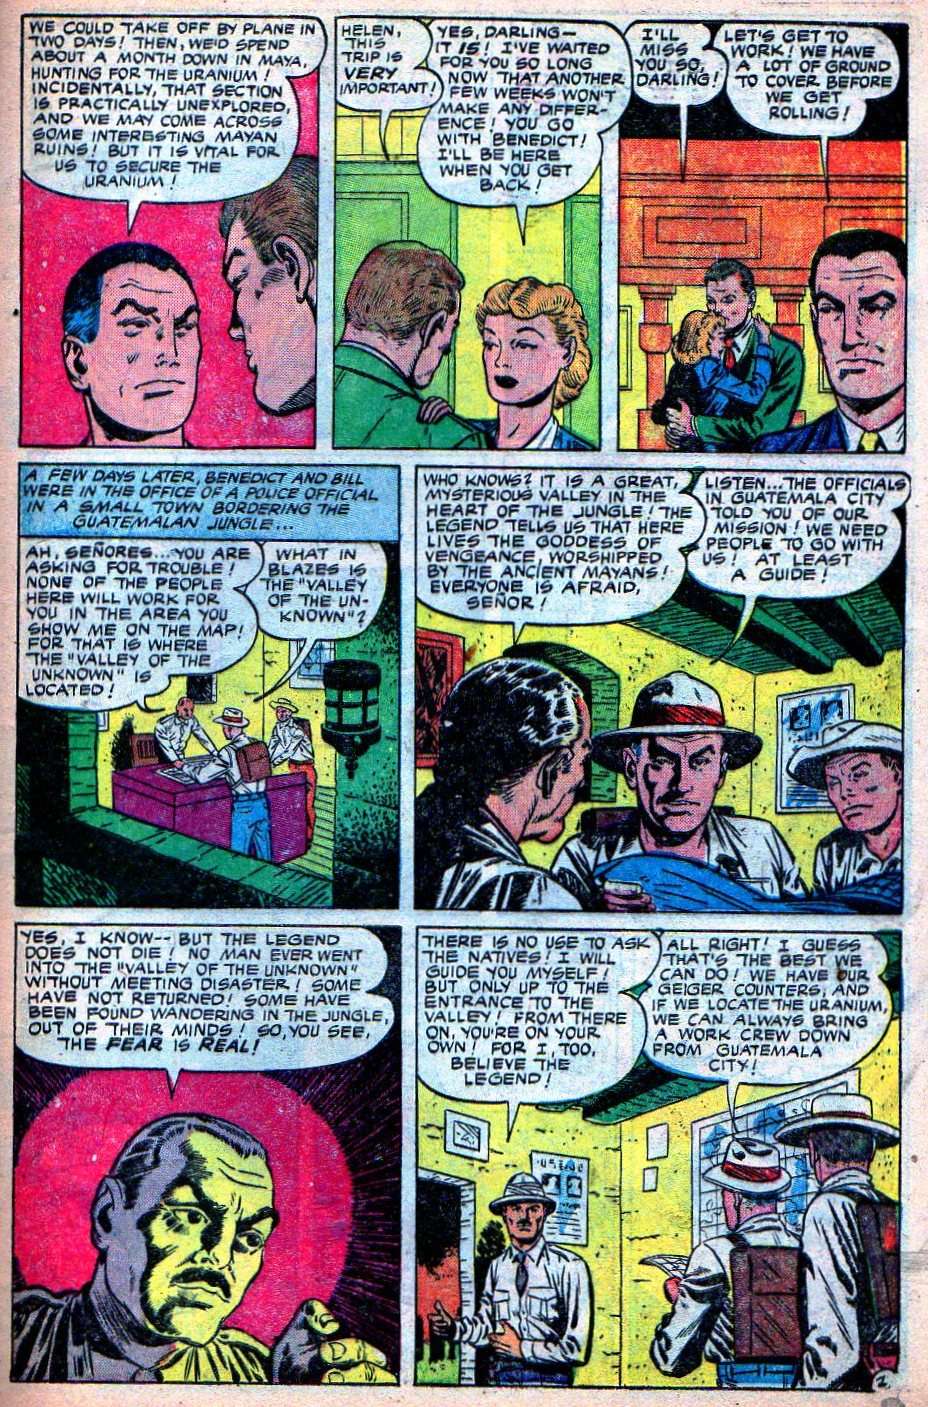 WE COULD TAKE OFF BY PLANE IN
TWO DAYS! THEN, WE'D SPEND
ABOUT A MONTH DOWN IN MAYA,
HUNTING FOR THE URANIUM!
INCIDENTALLY, THAT SECTION
IS PRACTICALLY UNEXPLORED,
AND WE MAY COME ACROSS
SOME INTERESTING MAYAN
RUINS! BUT IT IS VITAL FOR
US TO SECURE THE
URANIUM!
HELEN,
THIS
TRIP IS
VERY
IMPORTANT!
YES, DARLING—
IT IS! I'VE WAITED
FOR YOU SO LONG
NOW THAT ANOTHER
FEW WEEKS WON'T
MAKE ANY DIFFER-
ENCE! YOU GO
WITH BENEDICT!
I'LL BE HERE
WHEN YOU GET
BACK!
I'LL
MISS
YOU SO,
DARLING!
LET'S GET TO
WORK! WE HAVE
A LOT OF GROUND
TO COVER BEFORE
WE GET
ROLLING!
A FEW DAYS LATER, BENEDICT AND BILL
WERE IN THE OFFICE OF A POLICE OFFICIAL
IN A SMALL TOWN BORDERING THE
GUATEMALAN JUNGLE...
AH, SEÑORES...YOU ARE
ASKING FOR TROUBLE!
NONE OF THE PEOPLE
HERE WILL WORK FOR
YOU IN THE AREA YOU
SHOW ME ON THE MAP!
FOR THAT IS WHERE
THE "VALLEY OF THE
UNKNOWN" IS
LOCATED!
WHAT IN
BLAZES IS
THE "VALLEY
OF THE UN-
KNOWN"?
WHO KNOWS? IT IS A GREAT,
MYSTERIOUS VALLEY IN THE
HEART OF THE JUNGLE! THE
LEGEND TELLS US THAT HERE
LIVES THE GODDESS OF
VENGEANCE, WORSHIPPED
BY THE ANCIENT MAYANS!
EVERYONE IS AFRAID,
SEÑOR!
LISTEN...THE OFFICIALS
IN GUATEMALA CITY
TOLD YOU OF OUR
MISSION! WE NEED
PEOPLE TO GO WITH
US! AT LEAST
A GUIDE!
YES, I KNOW-- BUT THE LEGEND
DOES NOT DIE! NO MAN EVER WENT
INTO THE "VALLEY OF THE UNKNOWN"
WITHOUT MEETING DISASTER! SOME
HAVE NOT RETURNED! SOME HAVE
BEEN FOUND WANDERING IN THE JUNGLE,
OUT OF THEIR MINDS! SO, YOU SEE,
THE FEAR IS REAL!
THERE IS NO USE TO ASK
THE NATIVES! I WILL
GUIDE YOU MYSELF!
BUT ONLY UP TO THE
ENTRANCE TO THE
VALLEY! FROM THERE
ON, YOU'RE ON YOUR
OWN! FOR I, TOO,
BELIEVE THE
LEGEND!
ALL RIGHT! I GUESS
THAT'S THE BEST WE
CAN DO! WE HAVE OUR
GEIGER COUNTERS, AND
IF WE LOCATE THE URANIUM,
WE CAN ALWAYS BRING
A WORK CREW DOWN
FROM GUATEMALA
CITY!
2